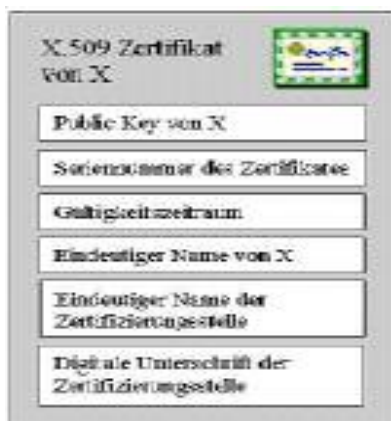 X.509 Zertifikat
von X
Public Key von X
Seriennummer des Zertifikates
Gültigkeitszeitraum
Eindeutiger Name von X
Eindeutiger Name der
Zertifizierungsstelle
Digitale Unterschrift der
Zertifizierungsstelle